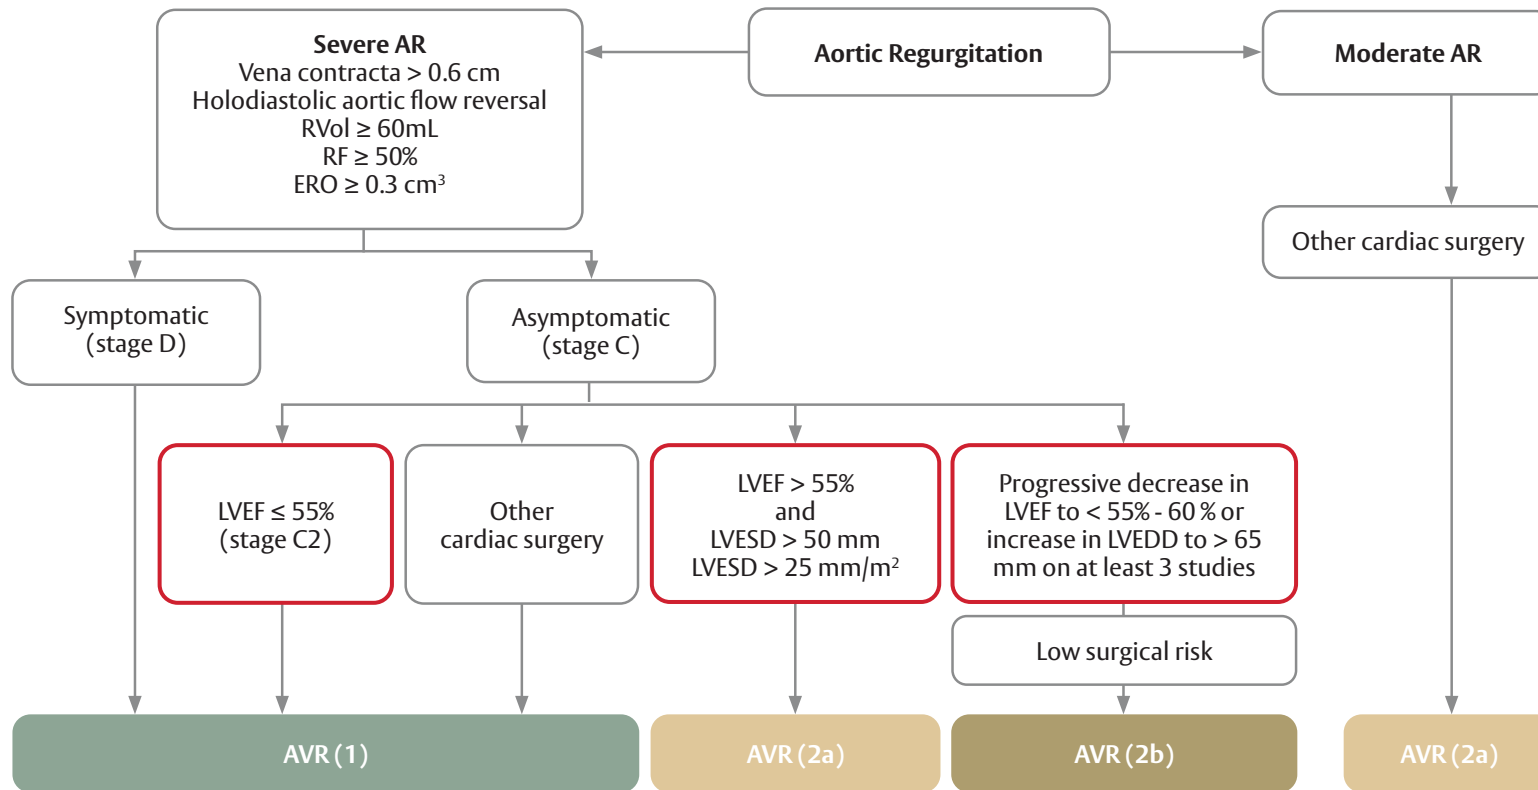 Aortic Regurgitation
Severe AR
Vena contracta > 0.6 cm
Holodiastolic aortic flow reversal
RVol ≥ 60mL
RF ≥ 50%
ERO ≥ 0.3 cm³
Moderate AR
Other cardiac surgery
Symptomatic
(stage D)
Asymptomatic
(stage C)
LVEF ≤ 55%
(stage C2)
Other
cardiac surgery
LVEF > 55%
and
LVESD > 50 mm
LVESD > 25 mm/m²
Progressive decrease in
LVEF to < 55% - 60 % or
increase in LVEDD to > 65
mm on at least 3 studies
Low surgical risk
AVR (1)
AVR (2a)
AVR (2b)
AVR (2a)